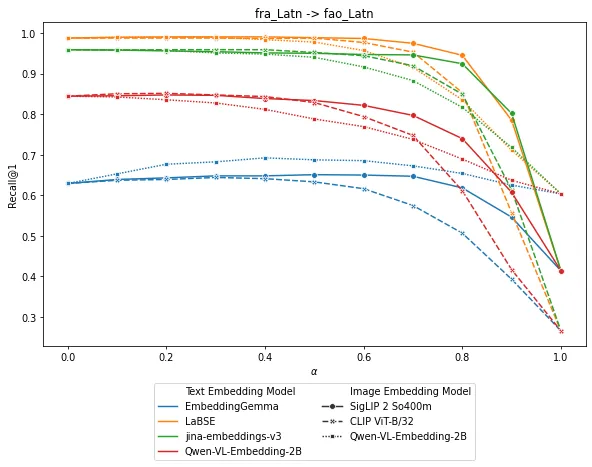 fra_Latn -> fao_Latn
1.0
0.9
0.8
0.7
0.6
0.5
0.4
0.3
Recall@1
0.0 0.2 0.4 0.6 0.8 1.0
α
Text Embedding Model Image Embedding Model
EmbeddingGemma SigLIP 2 So400m
LaBSE CLIP ViT-B/32
jina-embeddings-v3 Qwen-VL-Embedding-2B
Qwen-VL-Embedding-2B